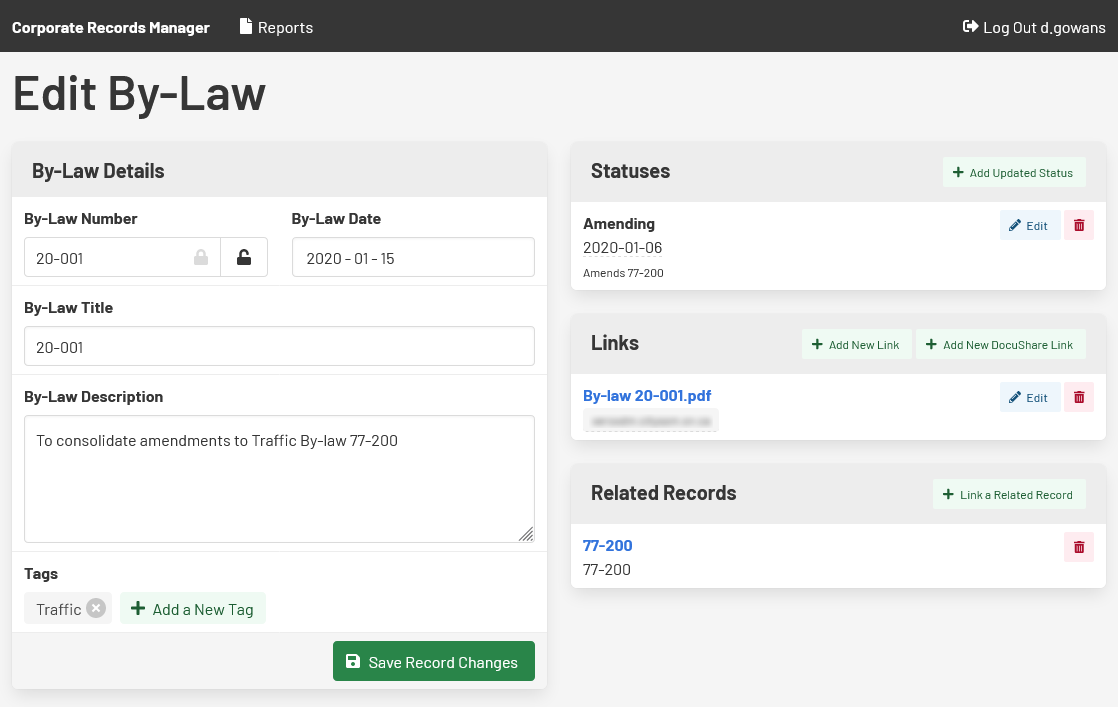 Corporate Records Manager
Reports
Log Out d.gowans
Edit By-Law
By-Law Details
By-Law Number
By-Law Date
20-001
2020 - 01 - 15
By-Law Title
20-001
By-Law Description
To consolidate amendments to Traffic By-law 77-200
Tags
Traffic
Add a New Tag
Save Record Changes
Statuses
Add Updated Status
Amending
Edit
2020-01-06
Amends 77-200
Links
Add New Link
Add New DocuShare Link
By-law 20-001.pdf
Edit
Related Records
Link a Related Record
77-200
77-200